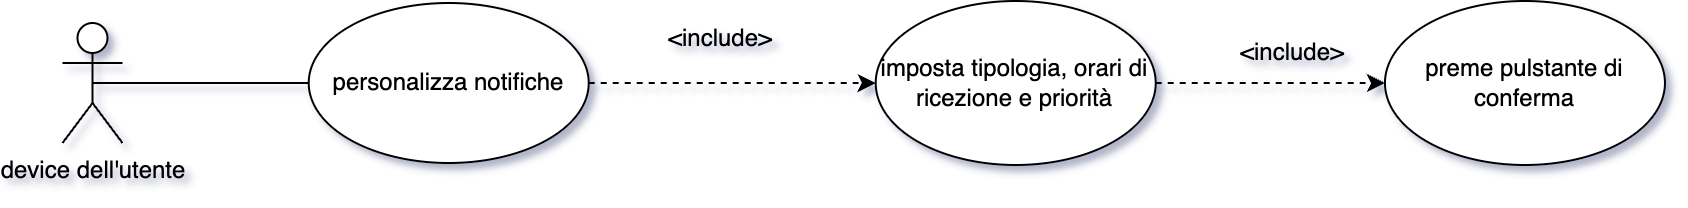 <include>
<include>
personalizza notifiche
imposta tipologia, orari di
ricezione e priorità
preme pulstante di
conferma
device dell'utente